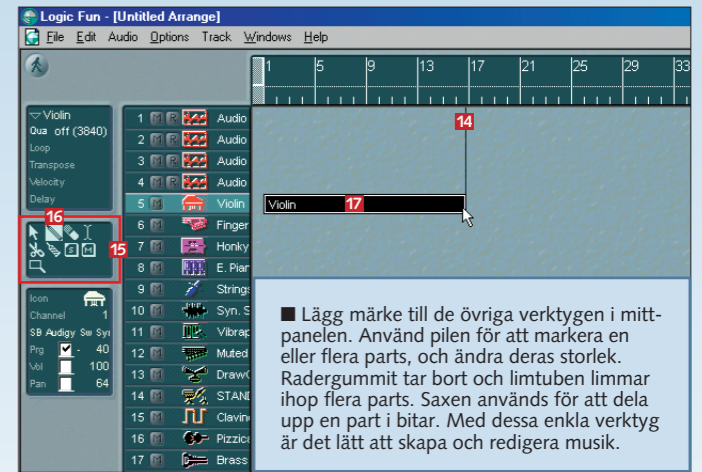 Logic Fun - [Untitled Arrange]
File Edit Audio Options Track Windows Help
1 5 9 13 17 21 25 29 33
14
Violin
Qua off (3840)
Loop
Transpose
Velocity
Delay
16
15
Icon
Channel 1
SB Audigy Sw Syn
Prg - 40
Vol 100
Pan 64
1 M R Audio
2 M R Audio
3 M R Audio
4 M R Audio
5 M Violin
6 M Finger
7 M Honky
8 M E. Pian
9 M Strings
10 M Syn. S
11 M Vibrap
12 M Muted
13 M Draw
14 M STAND
15 M Clavin
16 M Pizzica
17 M Brass
Violin 17
■ Lägg märke till de övriga verktygen i mitt-
panelen. Använd pilen för att markera en
eller flera parts, och ändra deras storlek.
Radergummit tar bort och limtuben limmar
ihop flera parts. Saxen används för att dela
upp en part i bitar. Med dessa enkla verktyg
är det lätt att skapa och redigera musik.